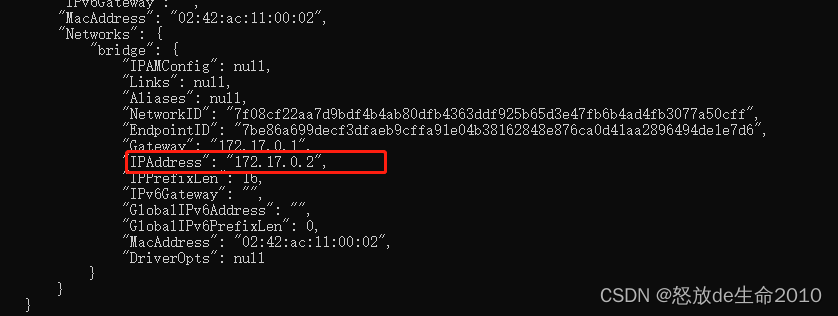 "IPv6Gateway": "",
"MacAddress": "02:42:ac:11:00:02",
"Networks": {
"bridge": {
"IPAMConfig": null,
"Links": null,
"Aliases": null,
"NetworkID": "7f08cf22aa7d9bdf4b4ab80dfb4363ddf925b65d3e47fb6b4ad4fb3077a50cff",
"EndpointID": "7be86a699decf3dfaeb9cffa91e04b38162848e876ca0d41aa2896494de1e7d6",
"Gateway": "172.17.0.1",
"IPAddress": "172.17.0.2",
"IPPrefixLen": 16,
"IPv6Gateway": "",
"GlobalIPv6Address": "",
"GlobalIPv6PrefixLen": 0,
"MacAddress": "02:42:ac:11:00:02",
"DriverOpts": null
}
}
}
CSDN @怒放de生命2010